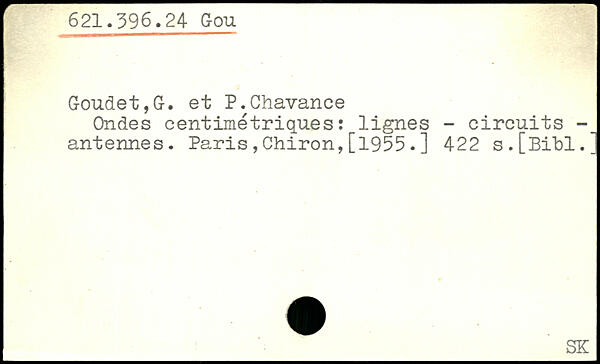 621.396.24 Gou
Goudet,G. et P.Chavance
Ondes centimétriques: lignes - circuits -
antennes. Paris,Chiron,[1955.] 422 s.[Bibl.]
SK